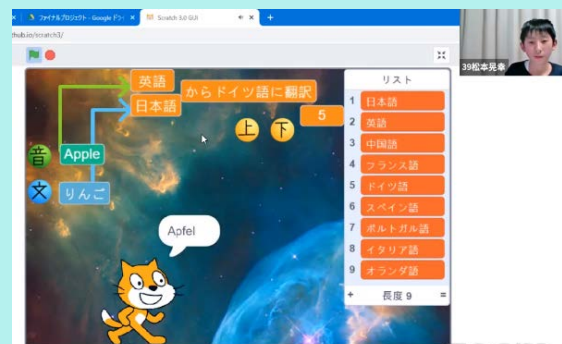 ファイナルプロジェクト - Google ドラ
Scratch 3.0 GUI
thub.io/scratch3/
英語
日本語
からドイツ語に翻訳
5
上
下
音
Apple
文
りんご
Apfel
リスト
1 日本語
2 英語
3 中国語
4 フランス語
5 ドイツ語
6 スペイン語
7 ポルトガル語
8 イタリア語
9 オランダ語
+ 長度 9 =
39松本晃幸